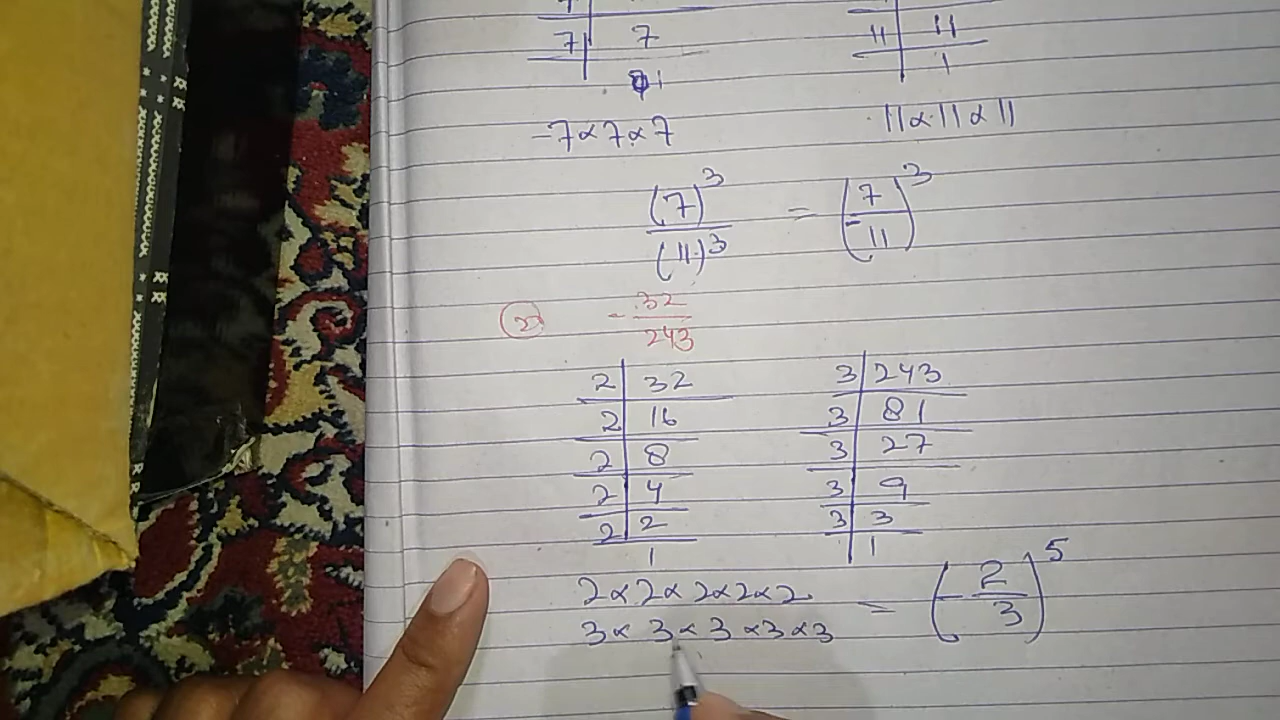 7 | 7
1
11 | 11
1
-7×7×7
11×11×11
(7)^3 / (11)^3 = (-7/11)^3
② -32/243
2 | 32
2 | 16
2 | 8
2 | 4
2 | 2
1
3 | 243
3 | 81
3 | 27
3 | 9
3 | 3
1
2×2×2×2×2
3×3×3×3×3
= (-2/3)^5